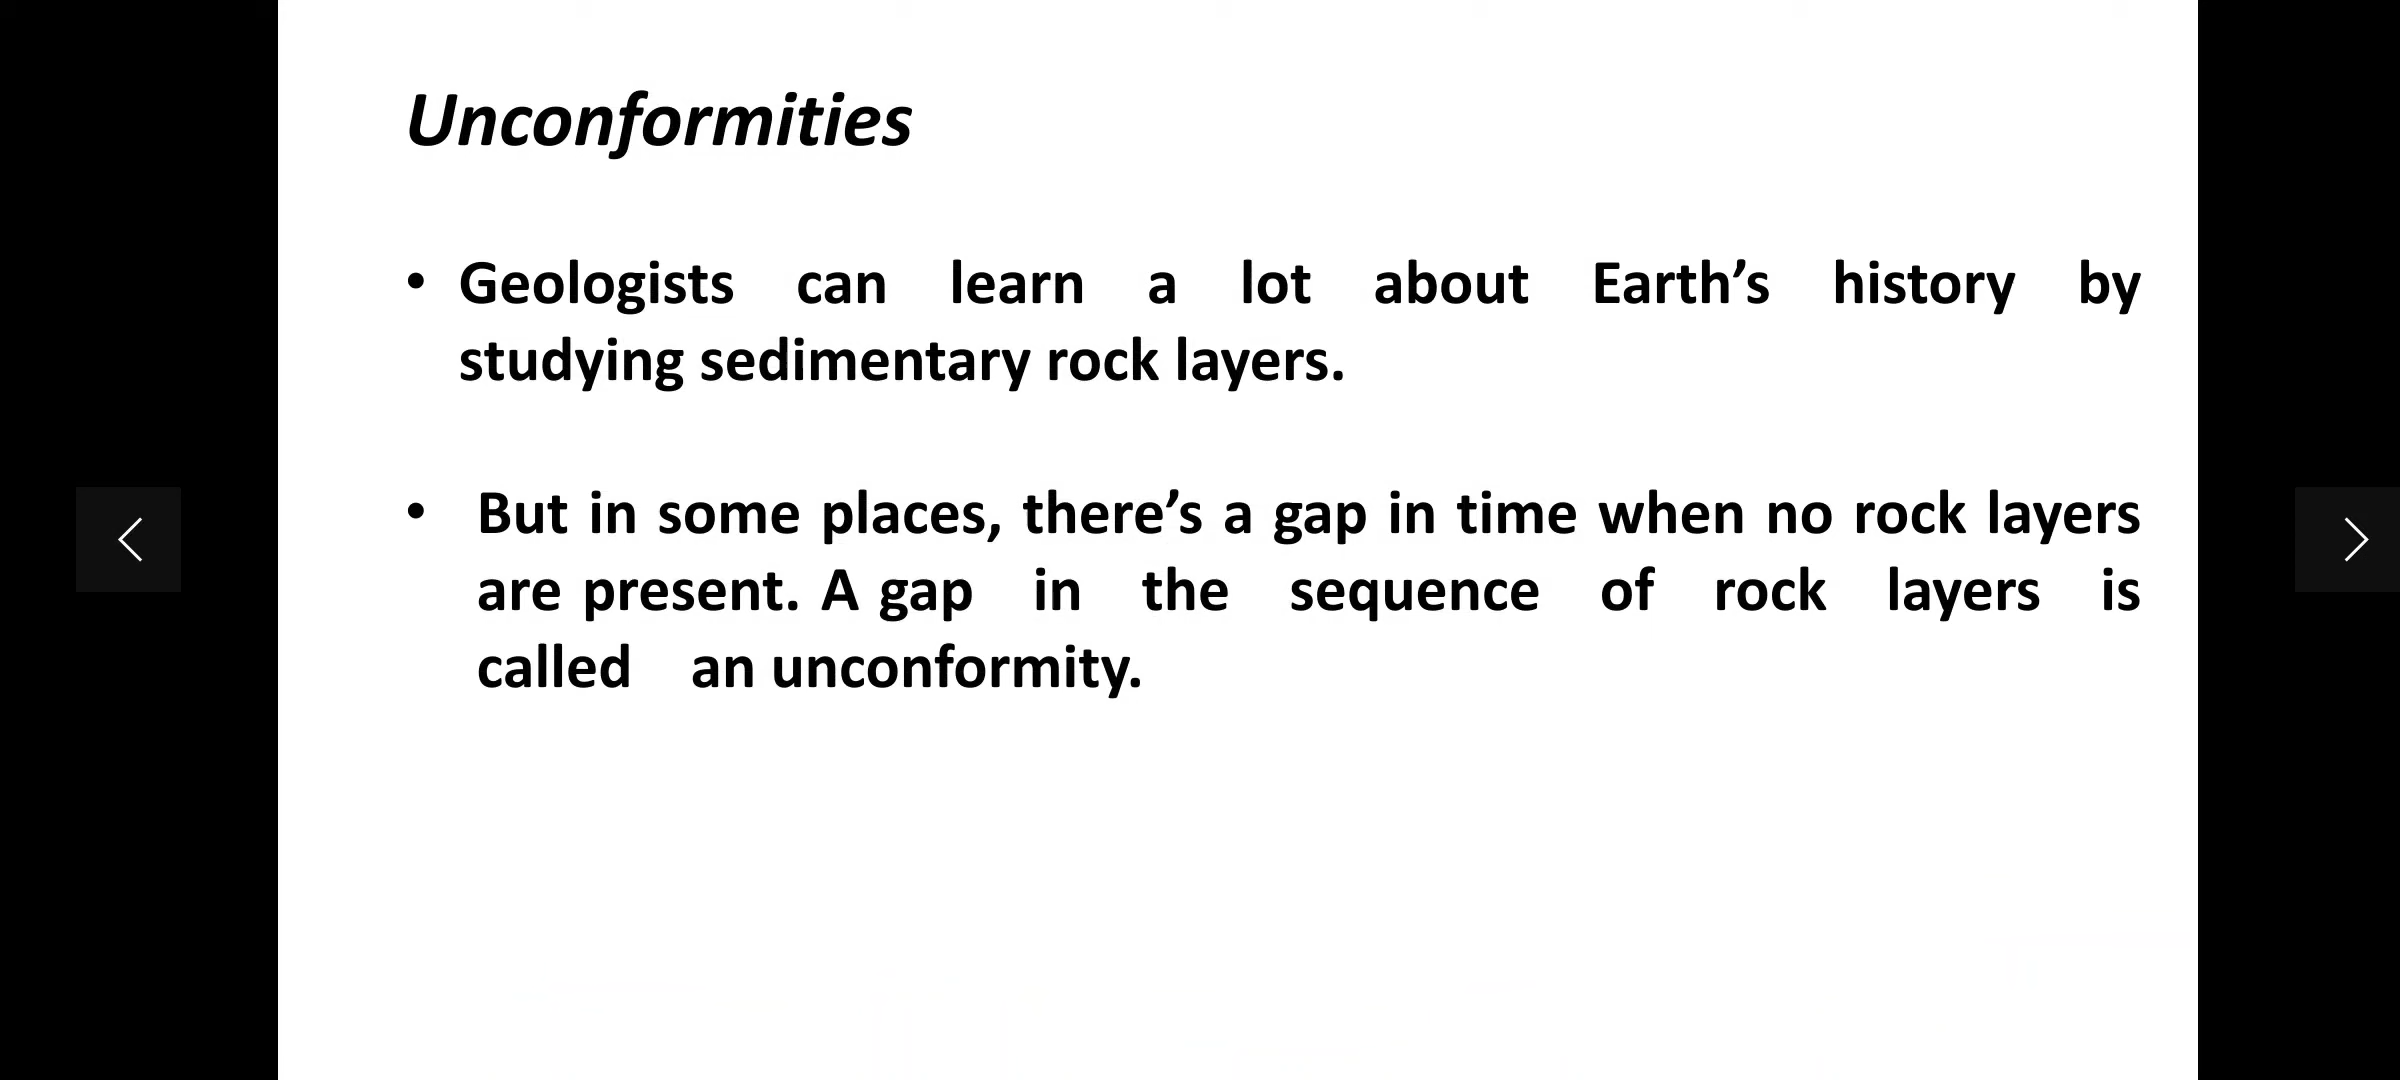 Unconformities
• Geologists can learn a lot about Earth’s history by
studying sedimentary rock layers.
• But in some places, there’s a gap in time when no rock layers
are present. A gap in the sequence of rock layers is
called an unconformity.